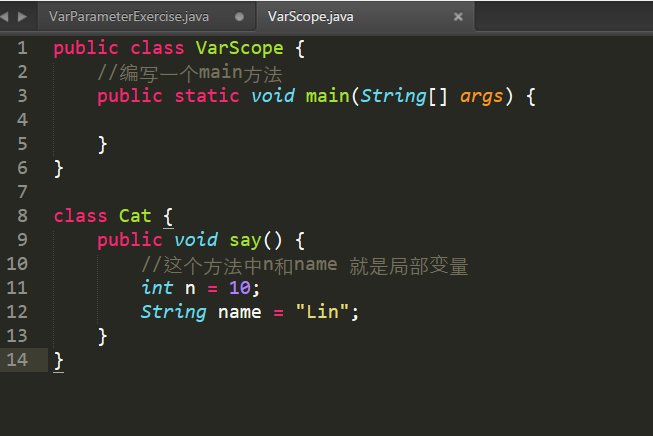 VarParameterExercise.java
VarScope.java
1 public class VarScope {
2 //编写一个main方法
3 public static void main(String[] args) {
4
5 }
6 }
7
8 class Cat {
9 public void say() {
10 //这个方法中n和name 就是局部变量
11 int n = 10;
12 String name = "Lin";
13 }
14 }